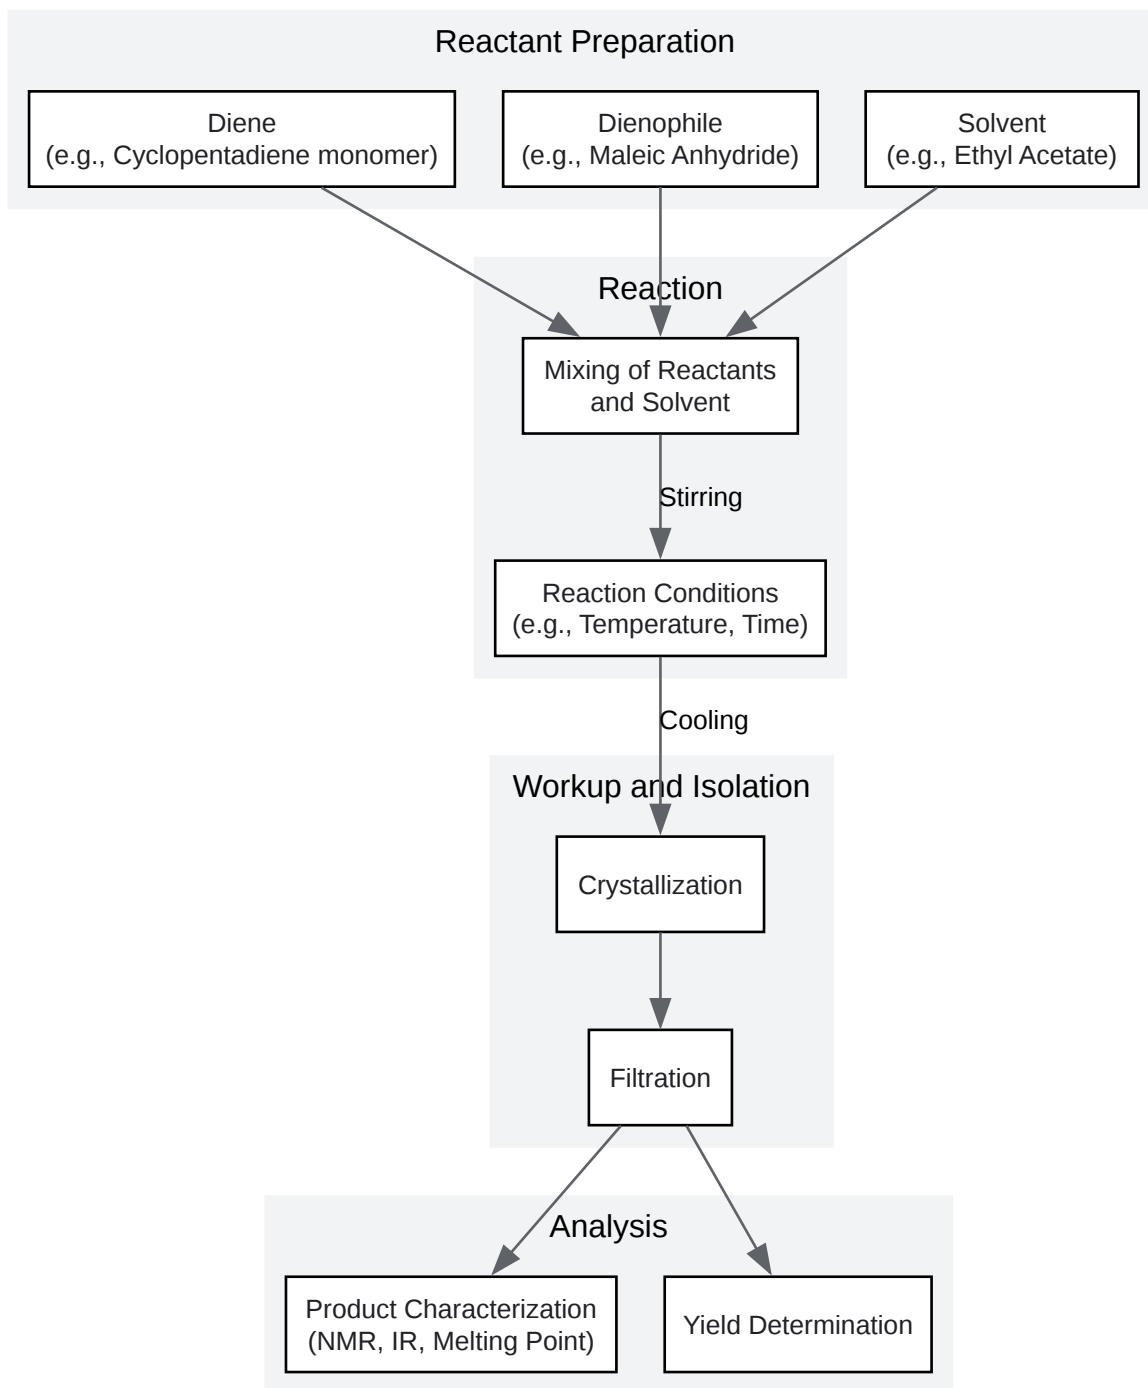 Reactant Preparation
Diene
(e.g., Cyclopentadiene monomer)
Dienophile
(e.g., Maleic Anhydride)
Solvent
(e.g., Ethyl Acetate)
Reaction
Mixing of Reactants
and Solvent
Stirring
Reaction Conditions
(e.g., Temperature, Time)
Cooling
Workup and Isolation
Crystallization
Filtration
Analysis
Product Characterization
(NMR, IR, Melting Point)
Yield Determination